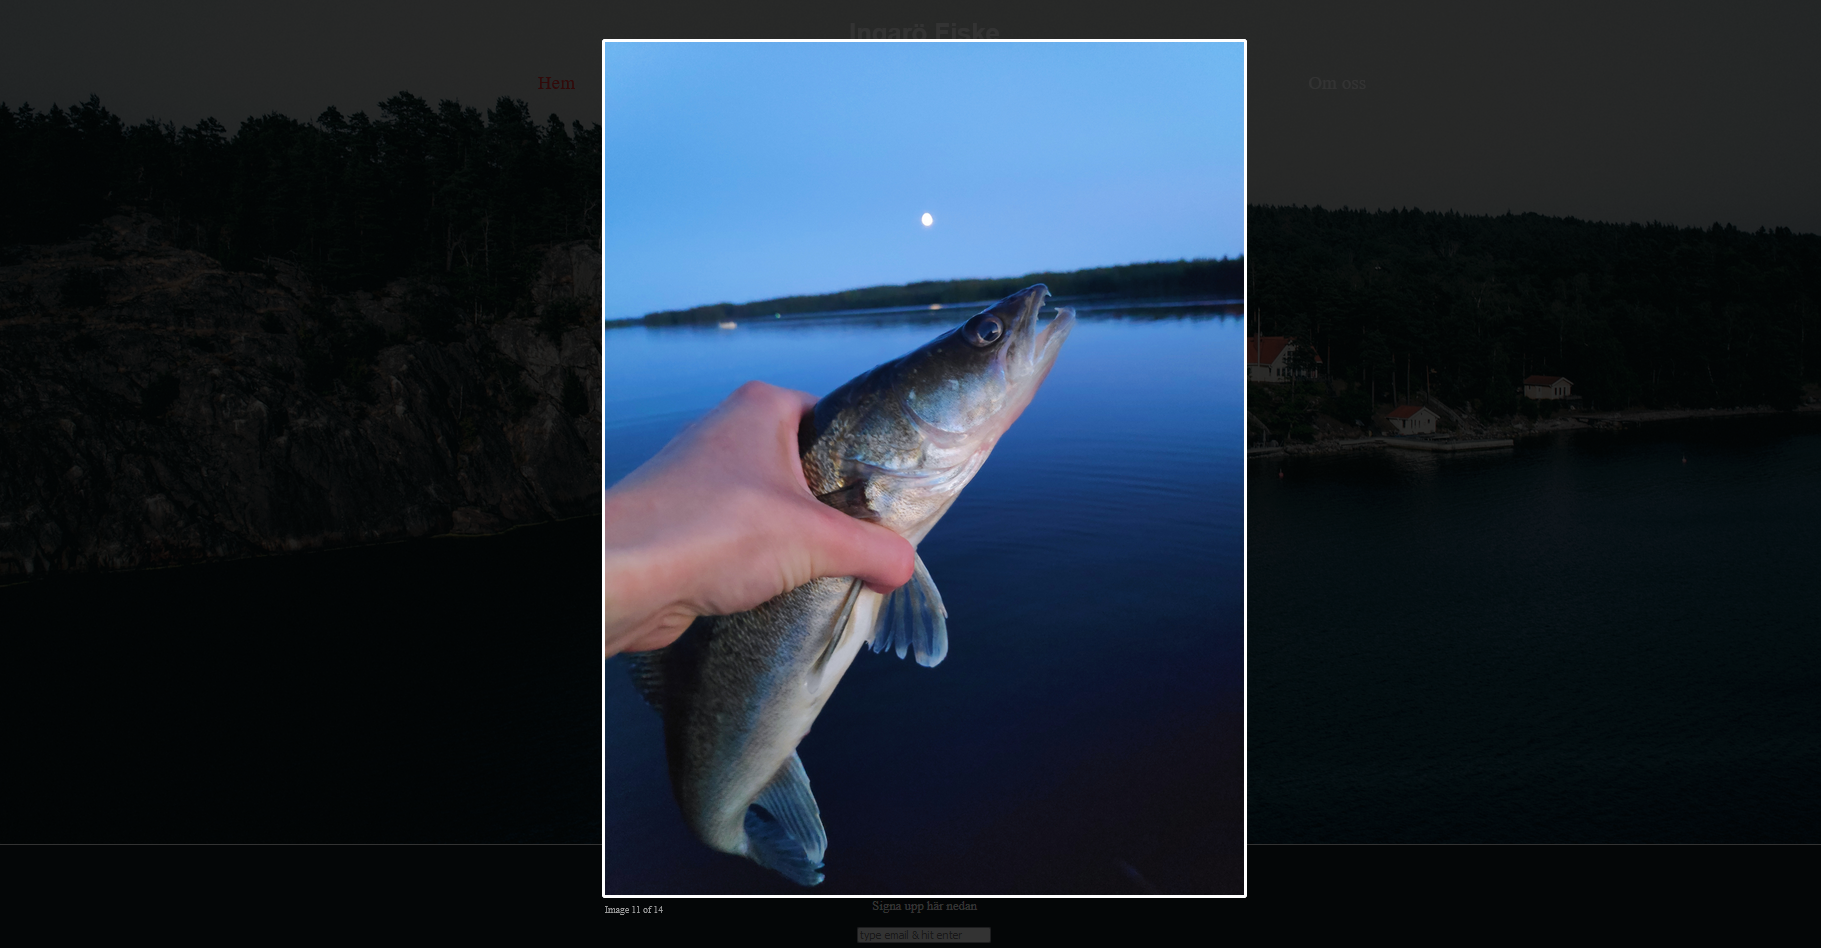 Ingarö Fiske
Hem
Om oss
Image 11 of 14
Signa upp här nedan
type email & hit enter